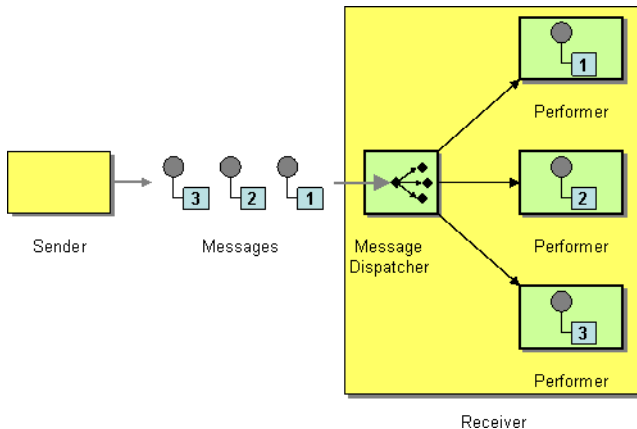 1
Performer
3 2 1
2
Sender
Messages
Message
Dispatcher
Performer
3
Performer
Receiver